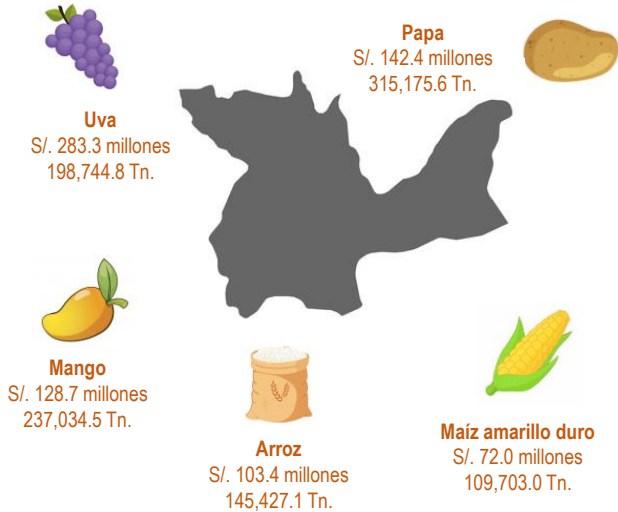 Papa
S/. 142.4 millones
315,175.6 Tn.
Uva
S/. 283.3 millones
198,744.8 Tn.
Mango
S/. 128.7 millones
237,034.5 Tn.
Arroz
S/. 103.4 millones
145,427.1 Tn.
Maíz amarillo duro
S/. 72.0 millones
109,703.0 Tn.